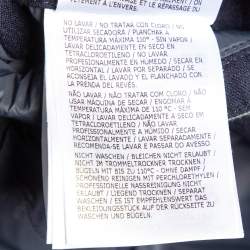 VÊTEMENT À L'ENVERS.
NO LAVAR / NO TRATAR CON CLORO / NO
UTILIZAR SECADORA / PLANCHAR A
TEMPERATURA MÁXIMA 110° - SIN VAPOR /
LAVAR DELICADAMENTE EN SECO EN
TETRACLOROETILENO / NO LAVAR
PROFESIONALMENTE EN HÚMEDO / SECAR EN
HORIZONTAL / LAVAR POR SEPARADO / SE
ACONSEJA EL LAVADO Y EL PLANCHADO DE
LA PRENDA DEL REVÉS.
NÃO LAVAR / NÃO TRATAR COM CLORO / NÃO
USAR MÁQUINA DE SECAR / ENGOMAR À
TEMPERATURA MÁXIMA DE 110 °C - SEM
VAPOR / LAVAR DELICADAMENTE A SECO EM
TETRACLOROETILENO / NÃO LAVAR
PROFISSIONALMENTE A HÚMIDO / SECAR
HORIZONTALMENTE / LAVAR SEPARADAMENTE /
RECOMENDA-SE LAVAR E PASSAR DO AVESSO.
NICHT WASCHEN / BLEICHEN NICHT ERLAUBT /
NICHT IM TROMMELTROCKNER TROCKNEN /
BÜGELN MIT BIS ZU 110°C - OHNE DAMPF /
SCHONEND REINIGEN MIT PERCHLORETHYLEN /
PROFESSIONELLE NASSREINIGUNG NICHT
ERLAUBT / LIEGEND TROCKNEN / SEPARAT
WASCHEN / ES IST EMPFEHLENSWERT DAS
KLEIDUNGSSTÜCK AUF DER RÜCKSEITE ZU
WASCHEN UND BÜGELN.